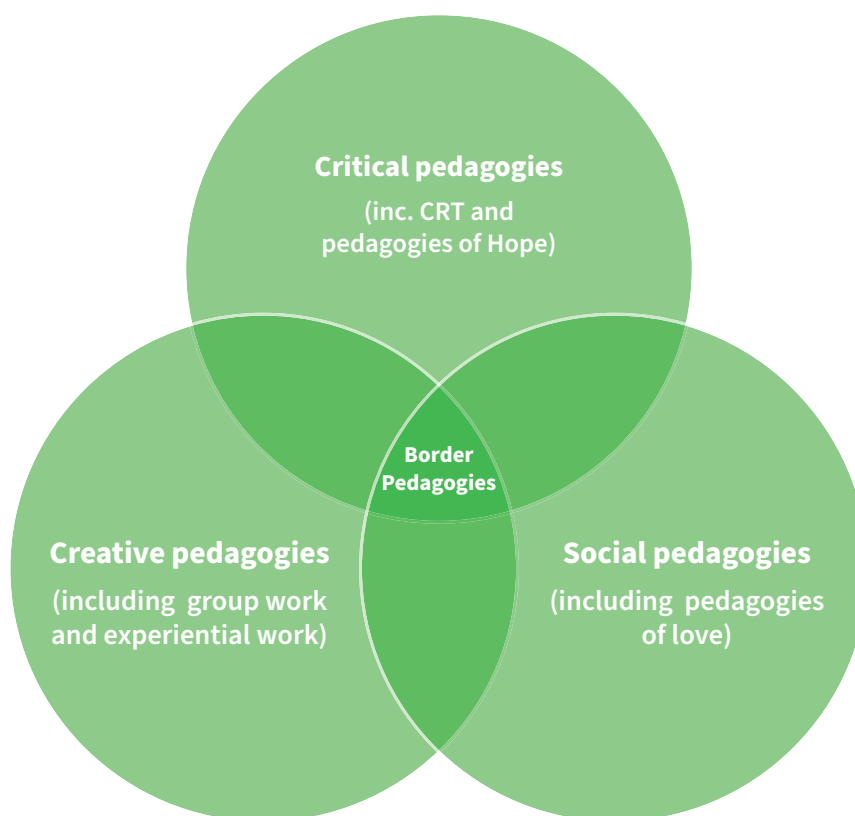 Critical pedagogies
(inc. CRT and
pedagogies of Hope)
Border
Pedagogies
Creative pedagogies
(including group work
and experiential work)
Social pedagogies
(including pedagogies
of love)